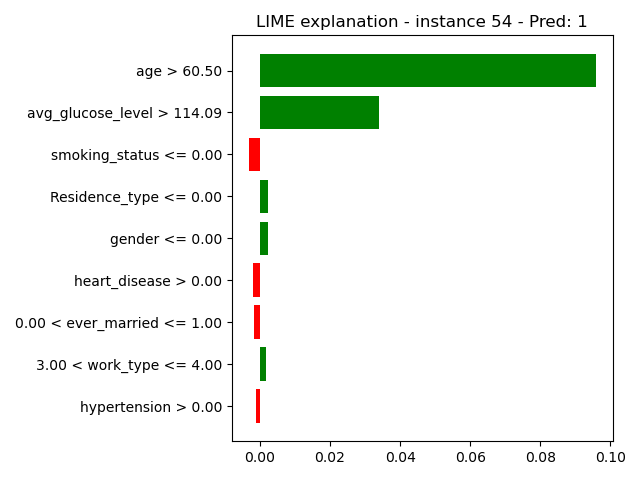 LIME explanation - instance 54 - Pred: 1
age > 60.50
avg_glucose_level > 114.09
smoking_status <= 0.00
Residence_type <= 0.00
gender <= 0.00
heart_disease > 0.00
0.00 < ever_married <= 1.00
3.00 < work_type <= 4.00
hypertension > 0.00
0.00 0.02 0.04 0.06 0.08 0.10